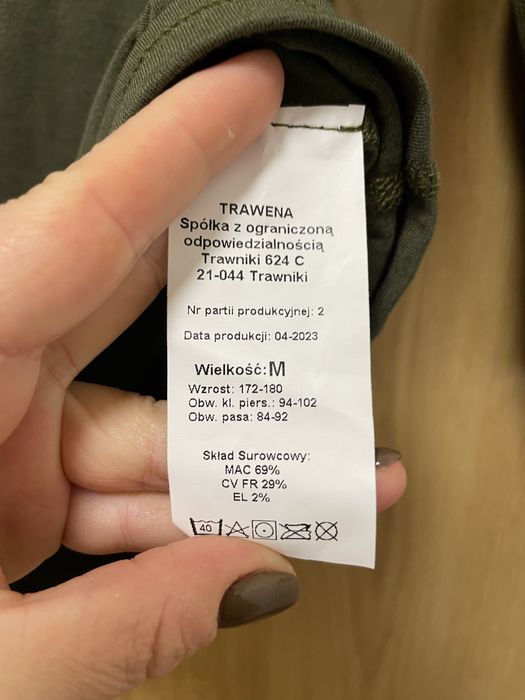 TRAWENA
Spółka z ograniczoną
odpowiedzialnością
Trawniki 624 C
21-044 Trawniki
Nr partii produkcyjnej: 2
Data produkcji: 04-2023
Wielkość: M
Wzrost: 172-180
Obw. kl. piers.: 94-102
Obw. pasa: 84-92
Skład Surowcowy:
MAC 69%
CV FR 29%
EL 2%
40